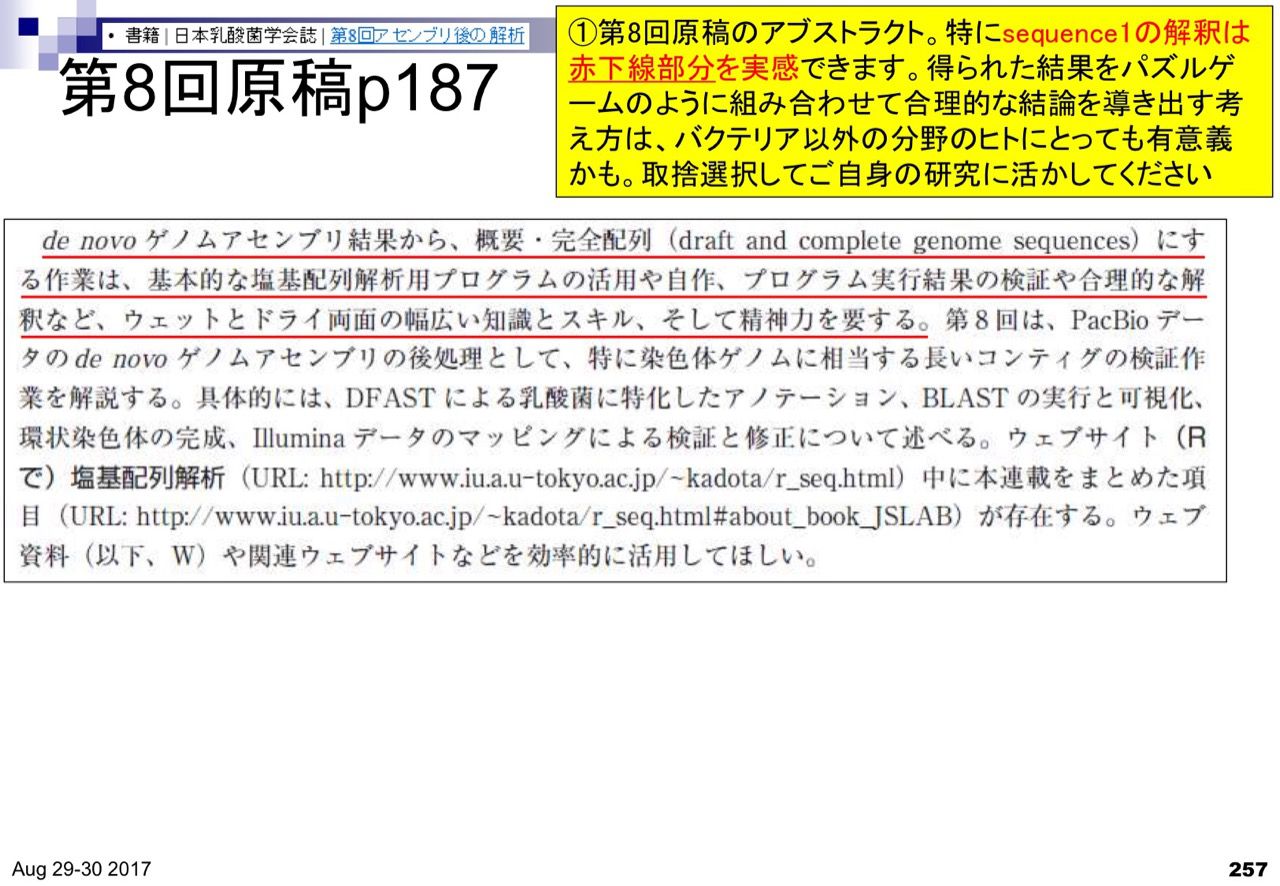 • 書籍 | 日本乳酸菌学会誌 | 第8回アセンブリ後の解析
第8回原稿p187
①第8回原稿のアブストラクト。特にsequence1の解釈は
赤下線部分を実感できます。得られた結果をパズルゲ
ームのように組み合わせて合理的な結論を導き出す考
え方は、バクテリア以外の分野のヒトにとっても有意義
かも。取捨選択してご自身の研究に活かしてください
de novo ゲノムアセンブリ結果から、概要・完全配列（draft and complete genome sequences）にす
る作業は、基本的な塩基配列解析用プログラムの活用や自作、プログラム実行結果の検証や合理的な解
釈など、ウェットとドライ両面の幅広い知識とスキル、そして精神力を要する。第８回は、PacBio デー
タの de novo ゲノムアセンブリの後処理として、特に染色体ゲノムに相当する長いコンティグの検証作
業を解説する。具体的には、DFAST による乳酸菌に特化したアノテーション、BLAST の実行と可視化、
環状染色体の完成、Illumina データのマッピングによる検証と修正について述べる。ウェブサイト（R
で）塩基配列解析（URL: http://www.iu.a.u-tokyo.ac.jp/~kadota/r_seq.html）中に本連載をまとめた項
目（URL: http://www.iu.a.u-tokyo.ac.jp/~kadota/r_seq.html#about_book_JSLAB）が存在する。ウェブ
資料（以下、W）や関連ウェブサイトなどを効率的に活用してほしい。
Aug 29-30 2017
257